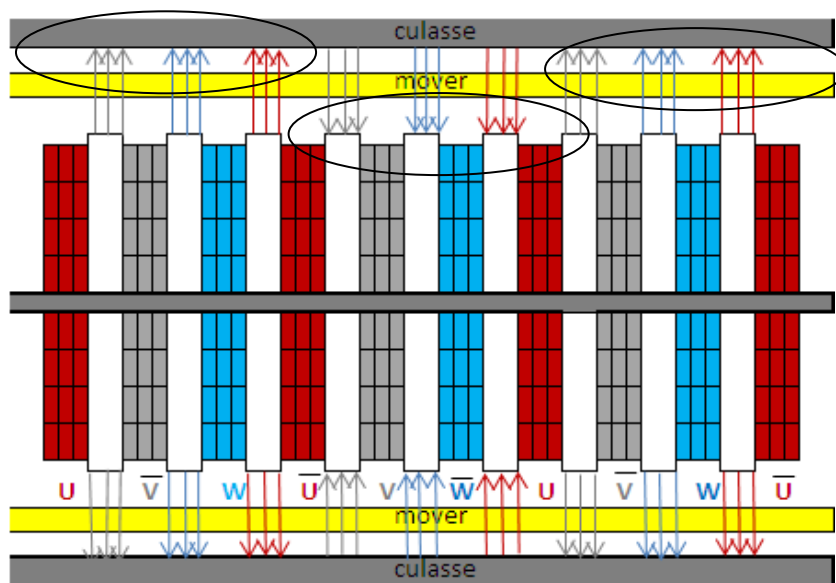 culasse
mover
U V̅ W U̅ V W̅ U V̅ W U̅
mover
culasse